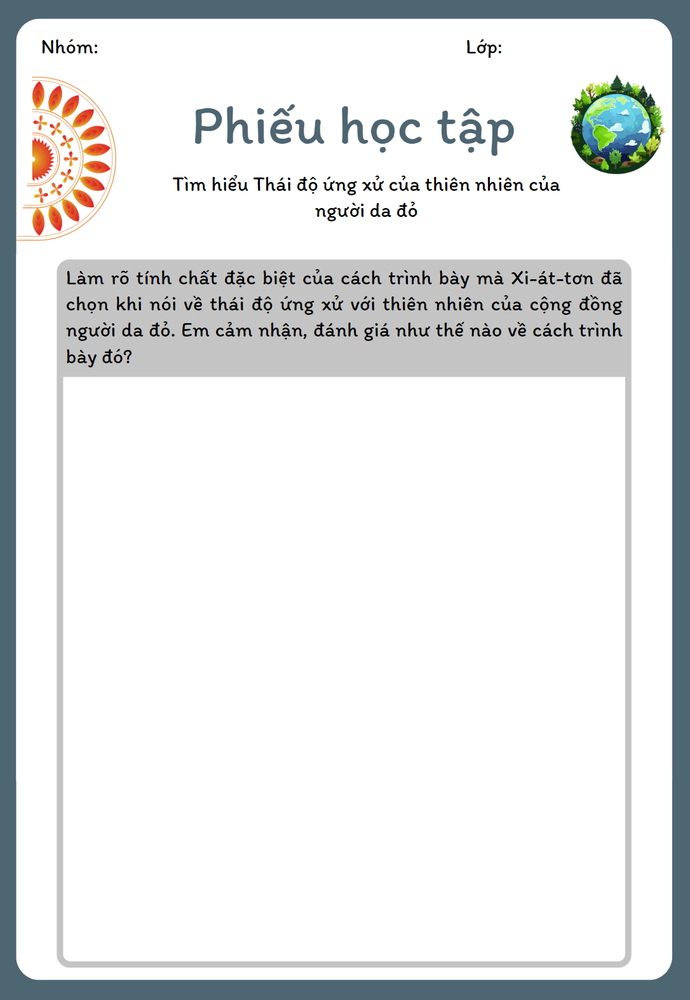 Nhóm:
Lớp:
Phiếu học tập
Tìm hiểu Thái độ ứng xử của thiên nhiên của
người da đỏ
Làm rõ tính chất đặc biệt của cách trình bày mà Xi-át-tơn đã
chọn khi nói về thái độ ứng xử với thiên nhiên của cộng đồng
người da đỏ. Em cảm nhận, đánh giá như thế nào về cách trình
bày đó?